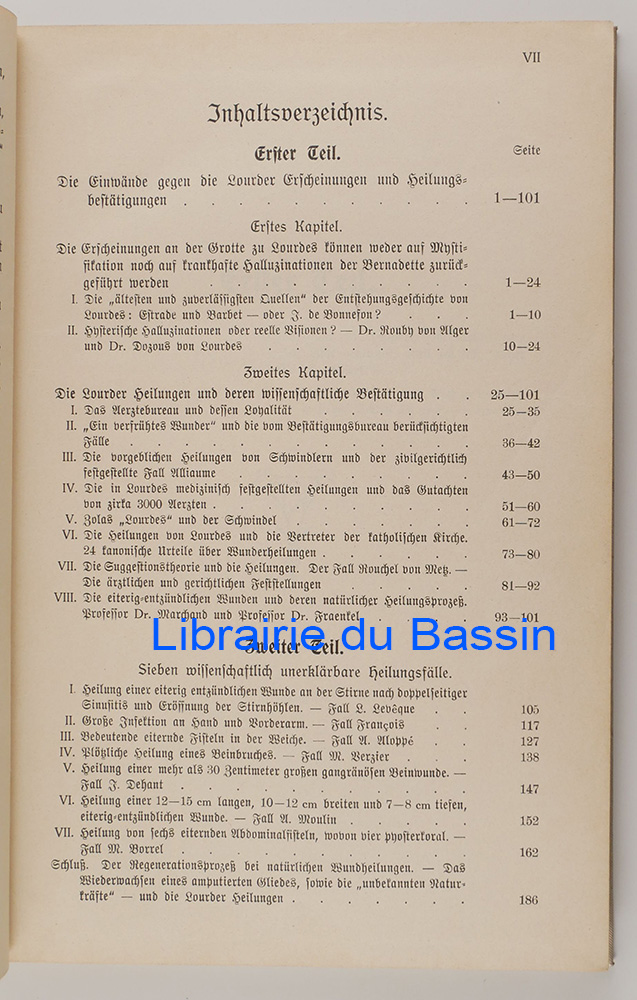 VII
Inhaltsverzeichnis.
Erster Teil. Seite
Die Einwände gegen die Lourder Erscheinungen und Heilungs-
bestätigungen . . . . . . . . . . 1—101
Erstes Kapitel.
Die Erscheinungen an der Grotte zu Lourdes können weder auf Mysti-
fikation noch auf krankhafte Halluzinationen der Bernadette zurück-
geführt werden . . . . . . . . . 1—24
I. Die „ältesten und zuverlässigsten Quellen“ der Entstehungsgeschichte von
Lourdes: Estrade und Barbet — oder J. de Bonnefon? . . . 1—10
II. Hysterische Halluzinationen oder reelle Visionen? — Dr. Rouby von Alger
und Dr. Dozous von Lourdes . . . . . . . 10—24
Zweites Kapitel.
Die Lourder Heilungen und deren wissenschaftliche Bestätigung . . 25—101
I. Das Aerztebureau und dessen Loyalität . . . . . . 25—35
II. „Ein verfrühtes Wunder“ und die vom Bestätigungsbureau berücksichtigten
Fälle . . . . . . . . . . . . 36—42
III. Die vorgeblichen Heilungen von Schwindlern und der zivilgerichtlich
festgestellte Fall Alliaume . . . . . . . . 43—50
IV. Die in Lourdes medizinisch festgestellten Heilungen und das Gutachten
von zirka 3000 Aerzten . . . . . . . . . 51—60
V. Zolas „Lourdes“ und der Schwindel . . . . . . . 61—72
VI. Die Heilungen von Lourdes und die Vertreter der katholischen Kirche.
24 kanonische Urteile über Wunderheilungen . . . . . . 73—80
VII. Die Suggestionstheorie und die Heilungen. Der Fall Rouchel von Metz. —
Die ärztlichen und gerichtlichen Feststellungen . . . . 81—92
VIII. Die eiterig-entzündlichen Wunden und deren natürlicher Heilungsprozeß.
Professor Dr. Marchand und Professor Dr. Fraenkel . . . . 93—101
Librairie du Bassin
Zweiter Teil.
Sieben wissenschaftlich unerklärbare Heilungsfälle.
I. Heilung einer eiterig entzündlichen Wunde an der Stirne nach doppelseitiger
Sinusitis und Eröffnung der Stirnhöhlen. — Fall L. Levêque . . 105
II. Große Infektion an Hand und Vorderarm. — Fall François . . 117
III. Bedeutende eiternde Fisteln in der Weiche. — Fall A. Aloppé . . 127
IV. Plötzliche Heilung eines Beinbruches. — Fall M. Verzier . . . 138
V. Heilung einer mehr als 30 Zentimeter großen gangränösen Beinwunde. —
Fall J. Dehant . . . . . . . . . . 147
VI. Heilung einer 12—15 cm langen, 10—12 cm breiten und 7—8 cm tiefen,
eiterig-entzündlichen Wunde. — Fall A. Moulin . . . . . 152
VII. Heilung von sechs eiternden Abdominalfisteln, wovon vier pyosterkoral. —
Fall M. Borrel . . . . . . . . . . 162
Schluß. Der Regenerationsprozeß bei natürlichen Wundheilungen. — Das
Wiederwachsen eines amputierten Gliedes, sowie die „unbekannten Natur-
kräfte“ — und die Lourder Heilungen . . . . . . . 186